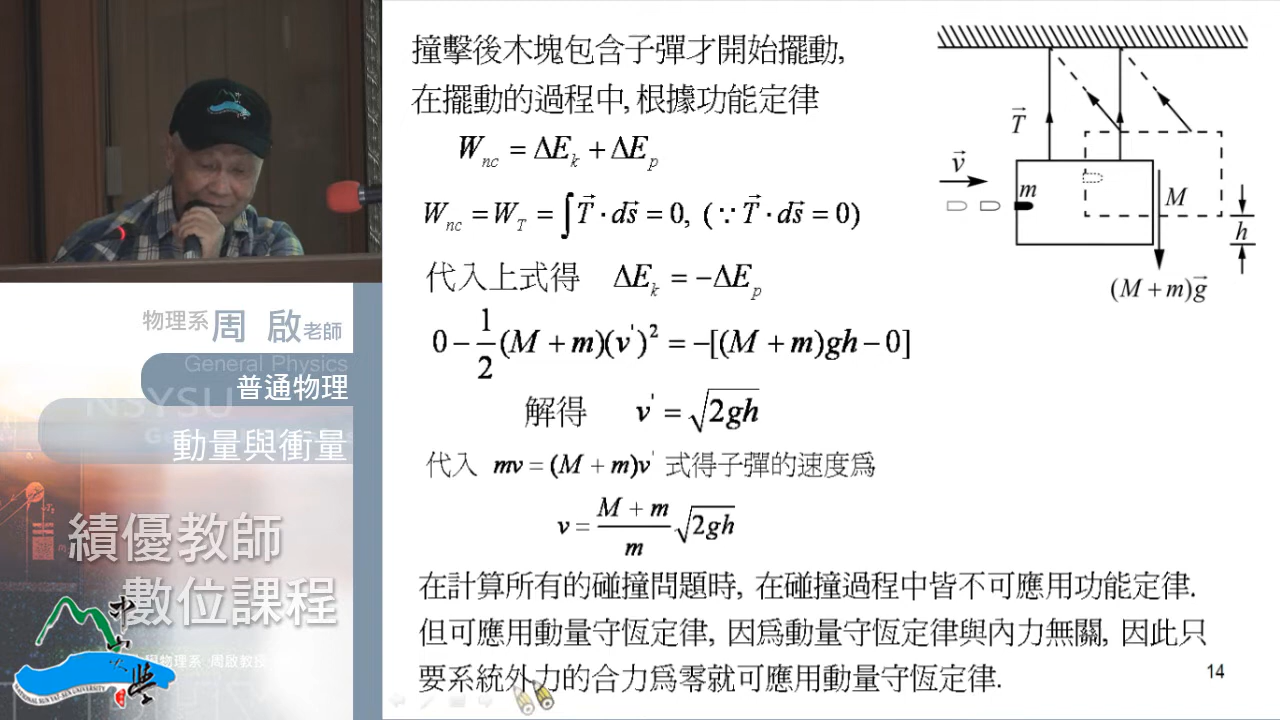 撞擊後木塊包含子彈才開始擺動,
在擺動的過程中, 根據功能定律
W_nc = ΔE_k + ΔE_p
W_nc = W_T = ∫T⃗·ds⃗ = 0, (∵ T⃗·ds⃗ = 0)
代入上式得 ΔE_k = −ΔE_p
0 − 1/2 (M + m)(v')² = −[(M + m)gh − 0]
解得 v' = √2gh
代入 mv = (M + m)v' 式得子彈的速度為
v = (M + m)/m √2gh
在計算所有的碰撞問題時, 在碰撞過程中皆不可應用功能定律.
但可應用動量守恆定律, 因為動量守恆定律與內力無關, 因此只
要系統外力的合力為零就可應用動量守恆定律.
14
T⃗
v⃗
m
M
h
(M + m)g⃗
物理系 周 啟 老師
General Physics
普通物理
NSYSU
動量與衝量
績優教師
數位課程
學物理系 周啟教授